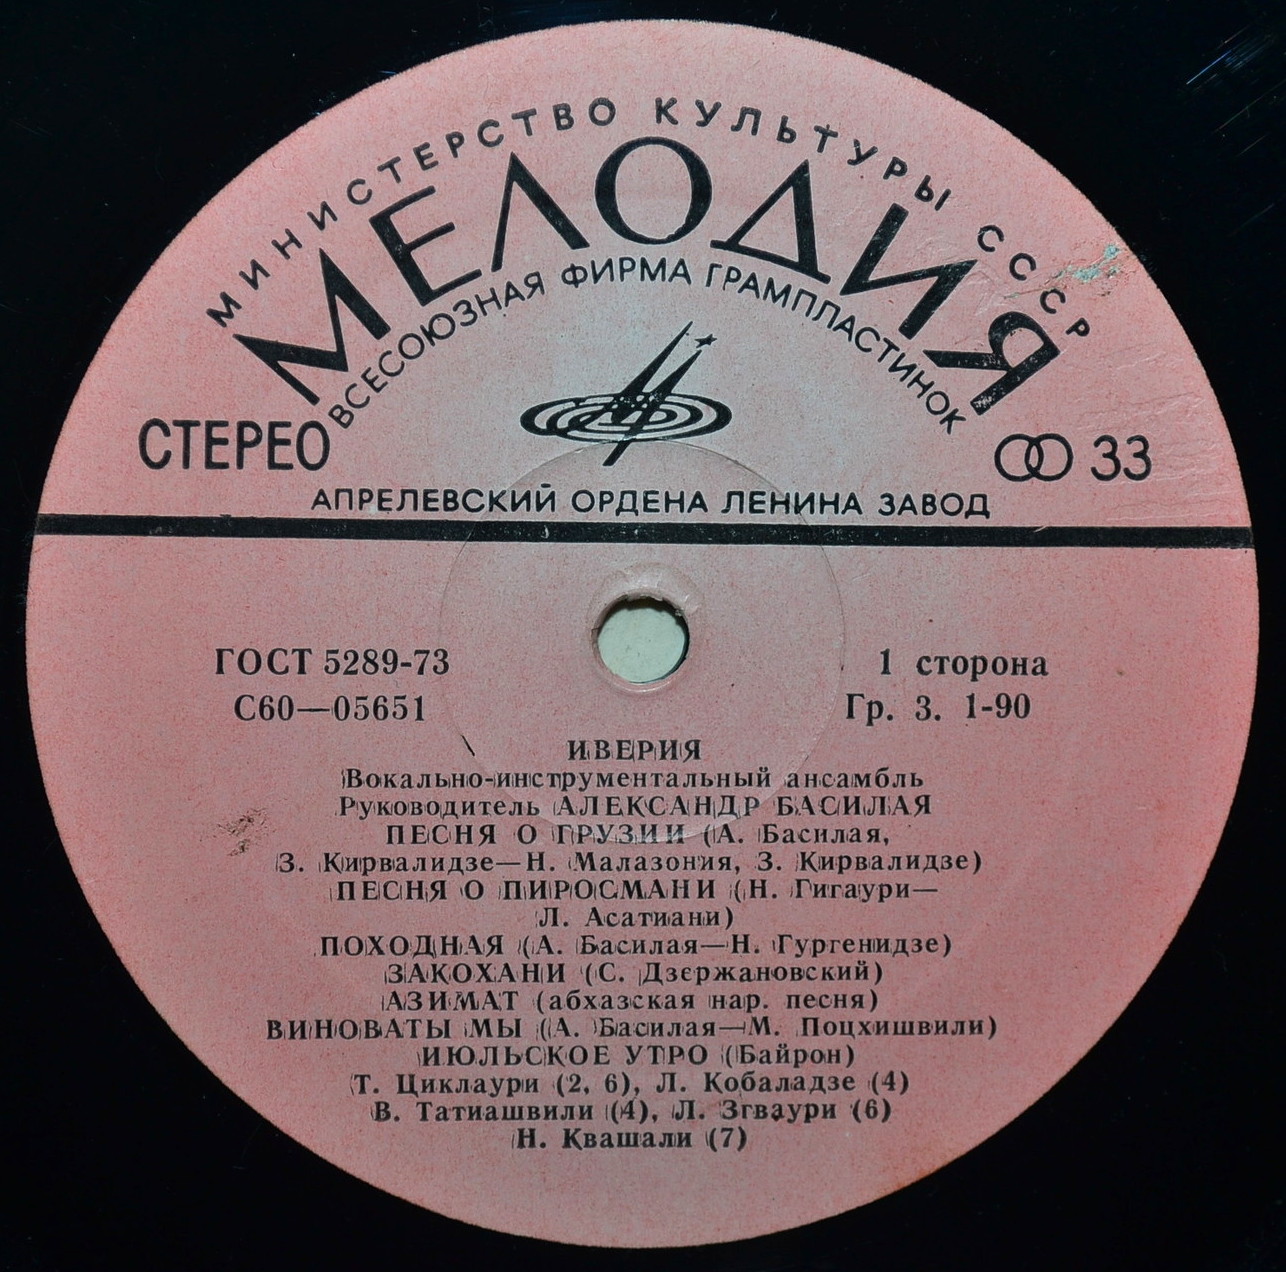 МИНИСТЕРСТВО КУЛЬТУРЫ СССР
МЕЛОДИЯ
ВСЕСОЮЗНАЯ ФИРМА ГРАМПЛАСТИНОК
СТЕРЕО
33
АПРЕЛЕВСКИЙ ОРДЕНА ЛЕНИНА ЗАВОД
ГОСТ 5289-73
1 сторона
С60—05651
Гр. 3. 1-90
ИВЕРИЯ
Вокально-инструментальный ансамбль
Руководитель АЛЕКСАНДР БАСИЛАЯ
ПЕСНЯ О ГРУЗИИ (А. Басилая,
З. Кирвалидзе—Н. Малазония, З. Кирвалидзе)
ПЕСНЯ О ПИРОСМАНИ (Н. Гигаури—
Л. Асатиани)
ПОХОДНАЯ (А. Басилая—Н. Гургенидзе)
ЗАКОХАНИ (С. Дзержановский)
АЗИМАТ (абхазская нар. песня)
ВИНОВАТЫ МЫ (А. Басилая—М. Поцхишвили)
ИЮЛЬСКОЕ УТРО (Байрон)
Т. Циклаури (2, 6), Л. Кобаладзе (4)
В. Татиашвили (4), Л. Згваури (6)
Н. Квашали (7)